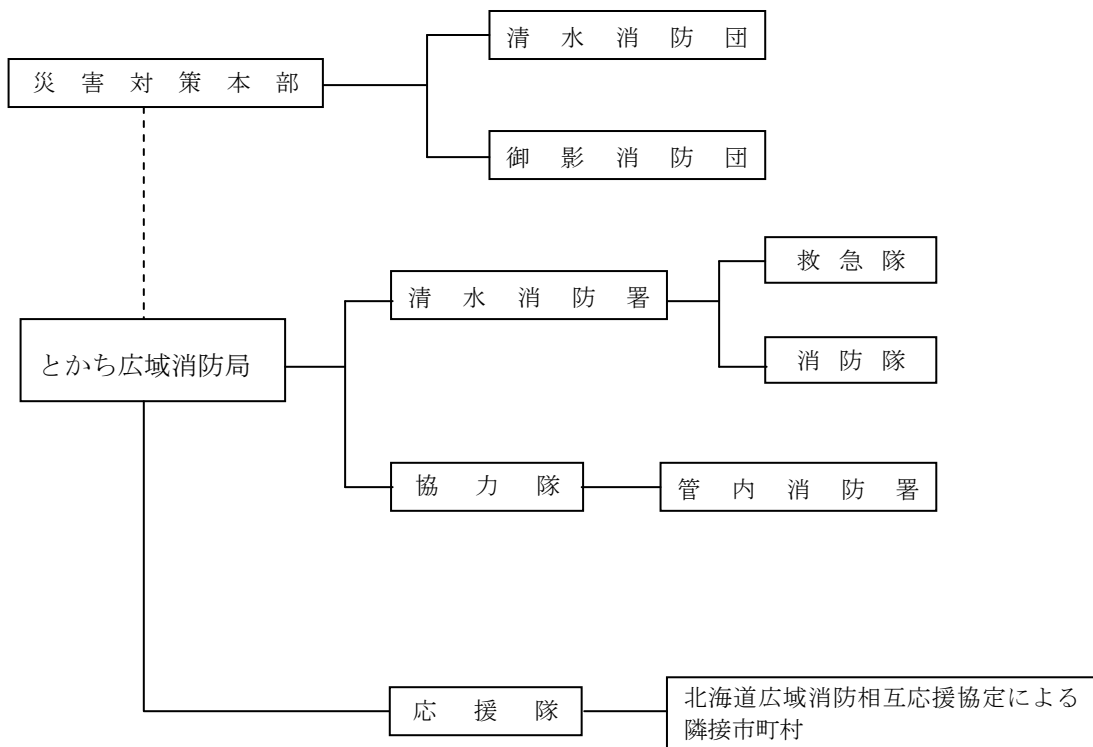 清水消防団
災害対策本部
御影消防団
救急隊
清水消防署
とかち広域消防局
消防隊
協力隊
管内消防署
応援隊
北海道広域消防相互応援協定による
隣接市町村